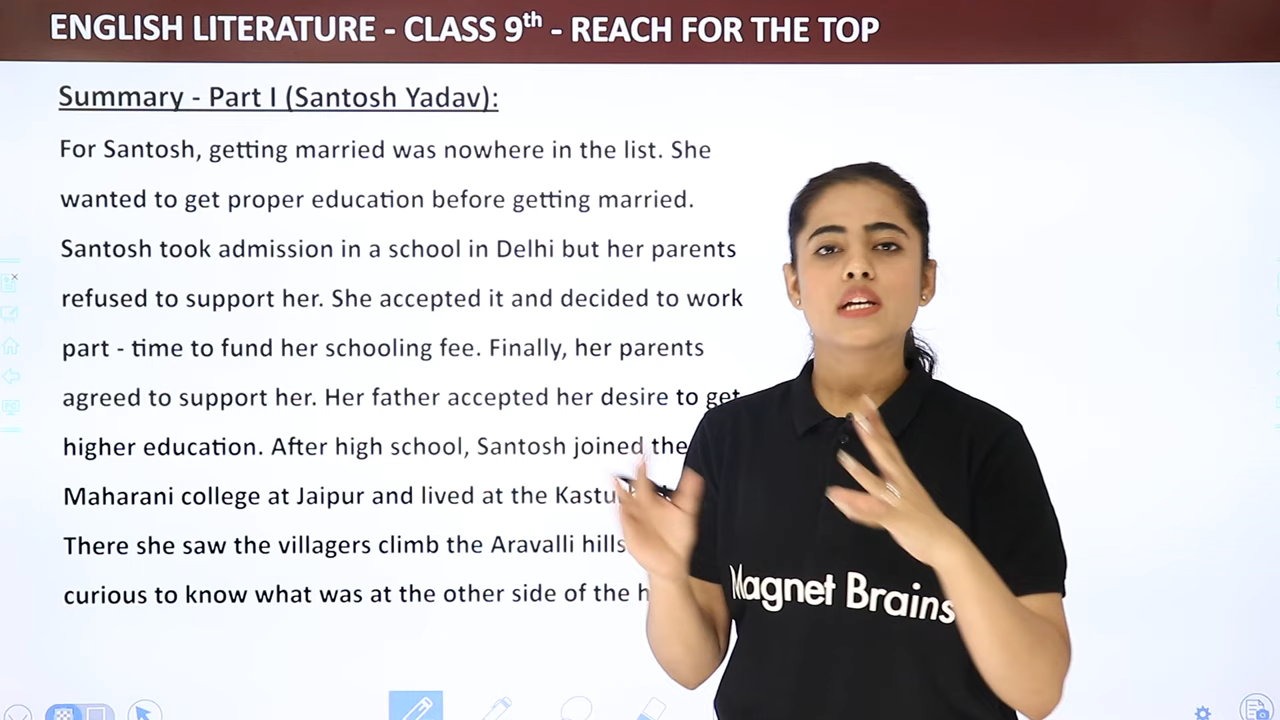 ENGLISH LITERATURE - CLASS 9th - REACH FOR THE TOP
Summary - Part I (Santosh Yadav):
For Santosh, getting married was nowhere in the list. She
wanted to get proper education before getting married.
Santosh took admission in a school in Delhi but her parents
refused to support her. She accepted it and decided to work
part - time to fund her schooling fee. Finally, her parents
agreed to support her. Her father accepted her desire to get
higher education. After high school, Santosh joined the
Maharani college at Jaipur and lived at the
There she saw the villagers climb the Aravalli hills
curious to know what was at the other side of the
Magnet Brains